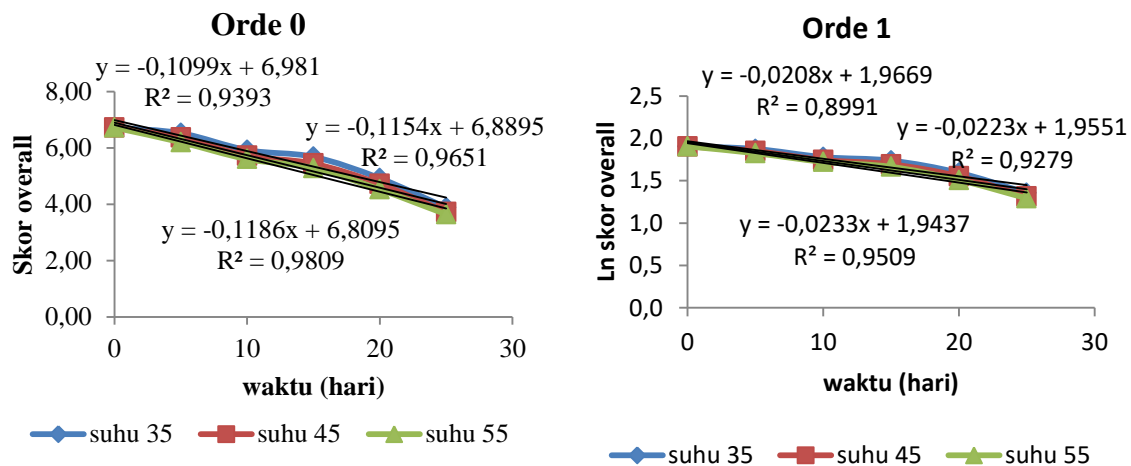 Orde 0
y = -0,1099x + 6,981
R² = 0,9393
y = -0,1154x + 6,8895
R² = 0,9651
y = -0,1186x + 6,8095
R² = 0,9809
Skor overall
8,00
6,00
4,00
2,00
0,00
0 10 20 30
waktu (hari)
suhu 35 suhu 45 suhu 55
Orde 1
y = -0,0208x + 1,9669
R² = 0,8991
y = -0,0223x + 1,9551
R² = 0,9279
y = -0,0233x + 1,9437
R² = 0,9509
Ln skor overall
2,5
2,0
1,5
1,0
0,5
0,0
0 10 20 30
waktu (hari)
suhu 35 suhu 45 suhu 55